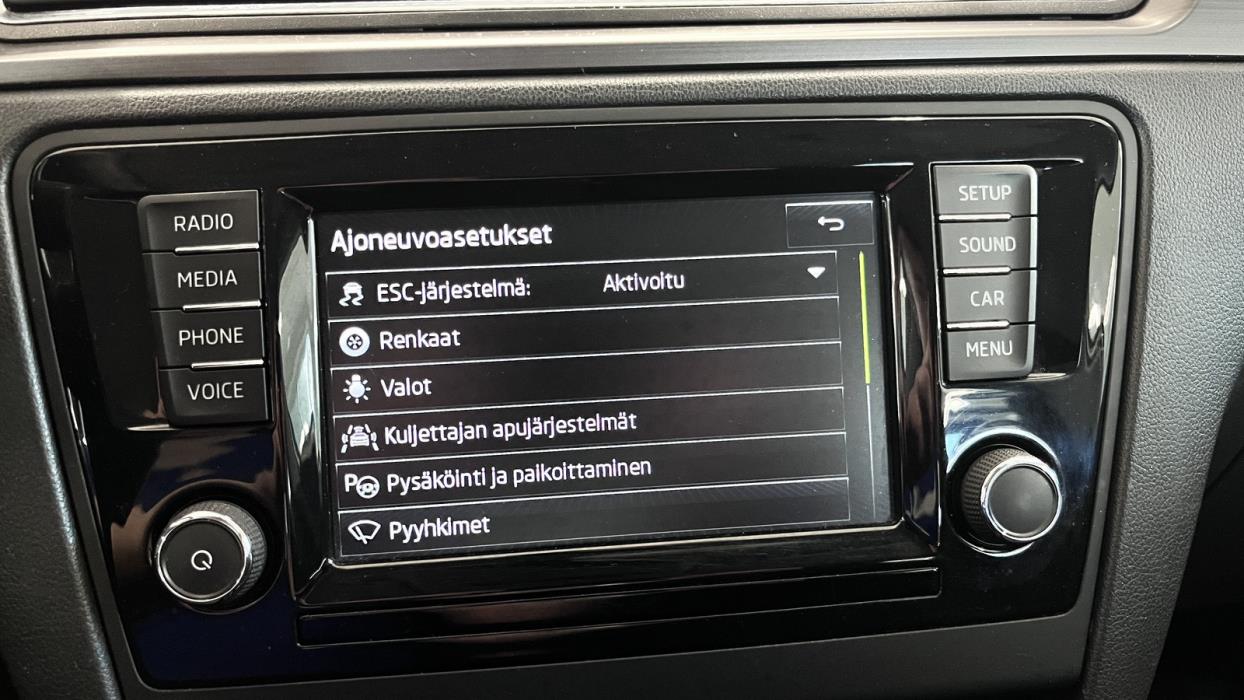 RADIO
MEDIA
PHONE
VOICE
Ajoneuvoasetukset
ESC-järjestelmä: Aktivoitu
Renkaat
Valot
Kuljettajan apujärjestelmät
Pysäköinti ja paikoittaminen
Pyyhkimet
SETUP
SOUND
CAR
MENU